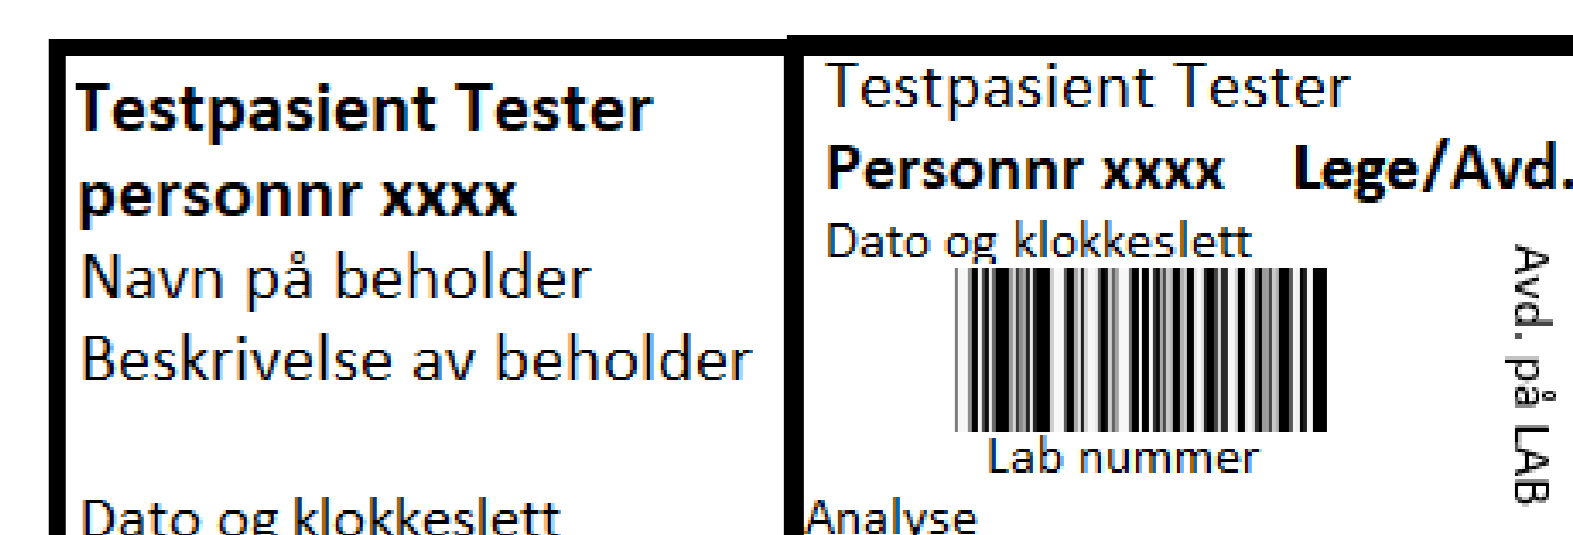 Testpasient Tester
personnr xxxx
Navn på beholder
Beskrivelse av beholder
Dato og klokkeslett
Testpasient Tester
Personnr xxxx Lege/Avd.
Dato og klokkeslett
Lab nummer
Avd. på LAB
Analyse